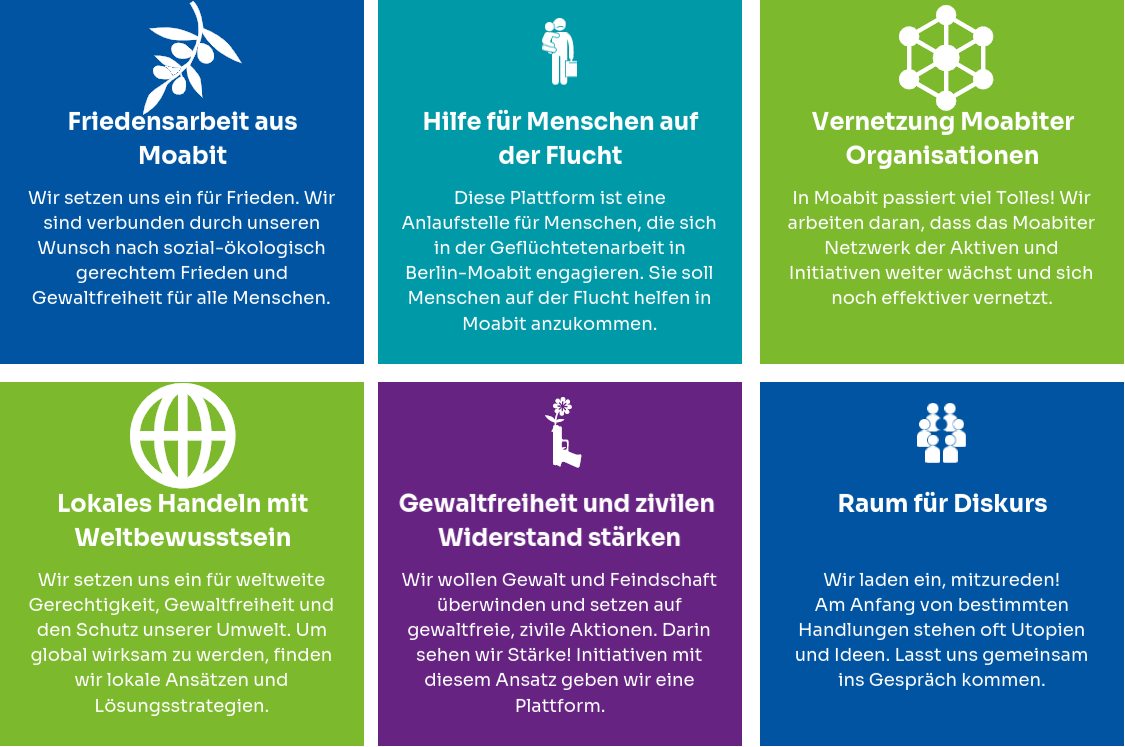 Friedensarbeit aus
Moabit
Wir setzen uns ein für Frieden. Wir
sind verbunden durch unseren
Wunsch nach sozial-ökologisch
gerechtem Frieden und
Gewaltfreiheit für alle Menschen.
Hilfe für Menschen auf
der Flucht
Diese Plattform ist eine
Anlaufstelle für Menschen, die sich
in der Geflüchtetenarbeit in
Berlin-Moabit engagieren. Sie soll
Menschen auf der Flucht helfen in
Moabit anzukommen.
Vernetzung Moabiter
Organisationen
In Moabit passiert viel Tolles! Wir
arbeiten daran, dass das Moabiter
Netzwerk der Aktiven und
Initiativen weiter wächst und sich
noch effektiver vernetzt.
Lokales Handeln mit
Weltbewusstsein
Wir setzen uns ein für weltweite
Gerechtigkeit, Gewaltfreiheit und
den Schutz unserer Umwelt. Um
global wirksam zu werden, finden
wir lokale Ansätzen und
Lösungsstrategien.
Gewaltfreiheit und zivilen
Widerstand stärken
Wir wollen Gewalt und Feindschaft
überwinden und setzen auf
gewaltfreie, zivile Aktionen. Darin
sehen wir Stärke! Initiativen mit
diesem Ansatz geben wir eine
Plattform.
Raum für Diskurs
Wir laden ein, mitzureden!
Am Anfang von bestimmten
Handlungen stehen oft Utopien
und Ideen. Lasst uns gemeinsam
ins Gespräch kommen.